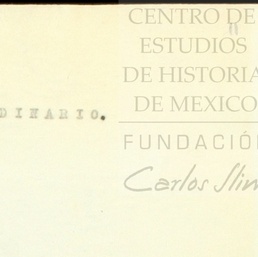 CENTRO DE
ESTUDIOS
DE HISTORIA
DE MEXICO
DINARIO.
FUNDACIÓN
Carlos Slim